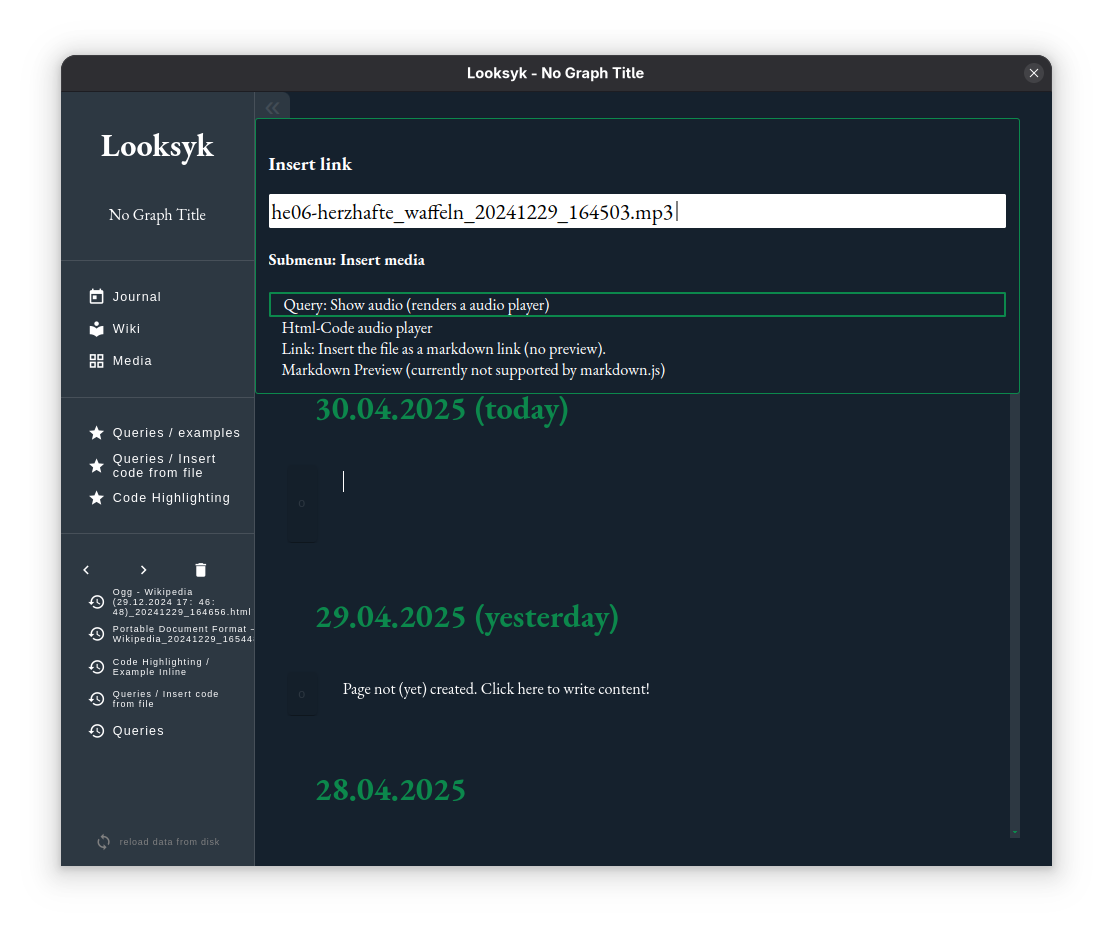 Looksyk - No Graph Title
Looksyk
No Graph Title
Journal
Wiki
Media
Queries / examples
Queries / Insert
code from file
Code Highlighting
Ogg - Wikipedia
(29.12.2024 17: 46:
48)_20241229_164656.html
Portable Document Format –
Wikipedia_20241229_16544
Code Highlighting /
Example Inline
Queries / Insert code
from file
Queries
reload data from disk
Insert link
he06-herzhafte_waffeln_20241229_164503.mp3
Submenu: Insert media
Query: Show audio (renders a audio player)
Html-Code audio player
Link: Insert the file as a markdown link (no preview).
Markdown Preview (currently not supported by markdown.js)
30.04.2025 (today)
29.04.2025 (yesterday)
Page not (yet) created. Click here to write content!
28.04.2025